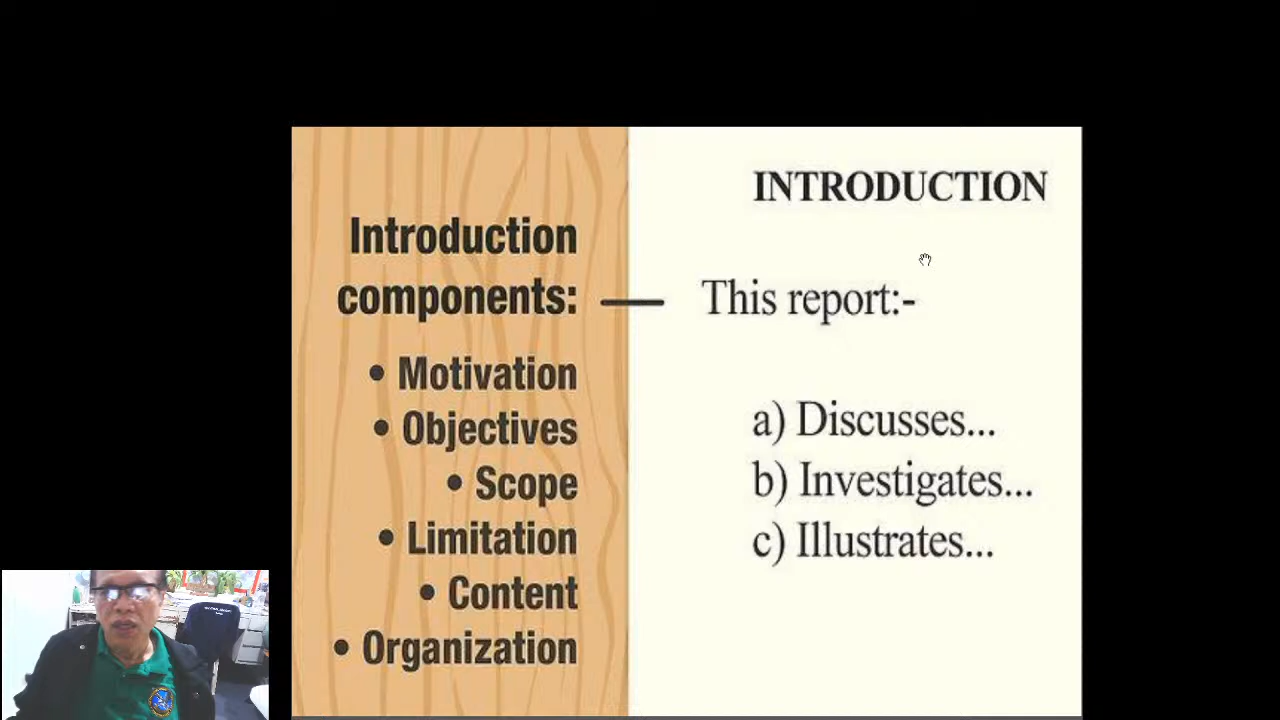 Introduction
components:
• Motivation
• Objectives
• Scope
• Limitation
• Content
• Organization
INTRODUCTION
This report:-
a) Discusses...
b) Investigates...
c) Illustrates...